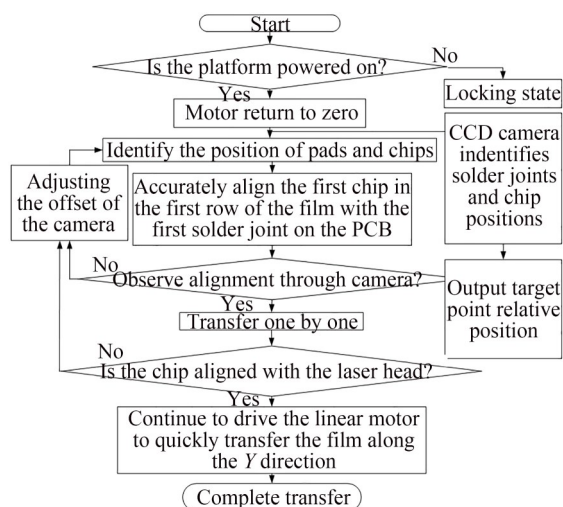 Start
Is the platform powered on?
No
Yes
Locking state
Motor return to zero
Identify the position of pads and chips
CCD camera
indentifies
solder joints
and chip
positions
Adjusting
the offset of
the camera
Accurately align the first chip in
the first row of the film with the
first solder joint on the PCB
No
Observe alignment through camera?
Yes
Output target
point relative
position
Transfer one by one
No
Is the chip aligned with the laser head?
Yes
Continue to drive the linear motor
to quickly transfer the film along
the Y direction
Complete transfer